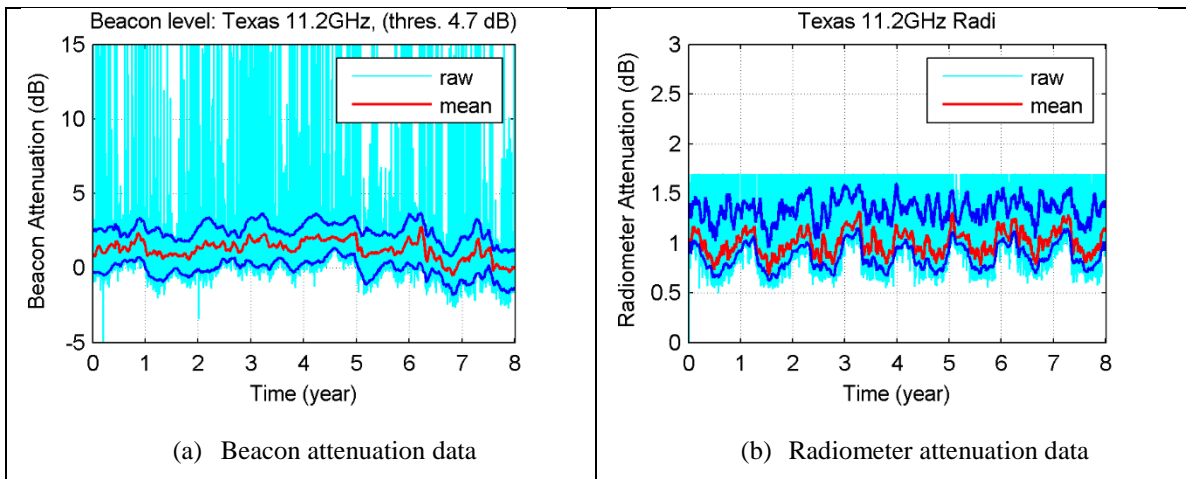 Beacon level: Texas 11.2GHz, (thres. 4.7 dB)
15
10
5
0
-5
Beacon Attenuation (dB)
raw
mean
0 1 2 3 4 5 6 7 8
Time (year)
(a) Beacon attenuation data
Texas 11.2GHz Radi
3
2.5
2
1.5
1
0.5
0
Radiometer Attenuation (dB)
raw
mean
0 1 2 3 4 5 6 7 8
Time (year)
(b) Radiometer attenuation data